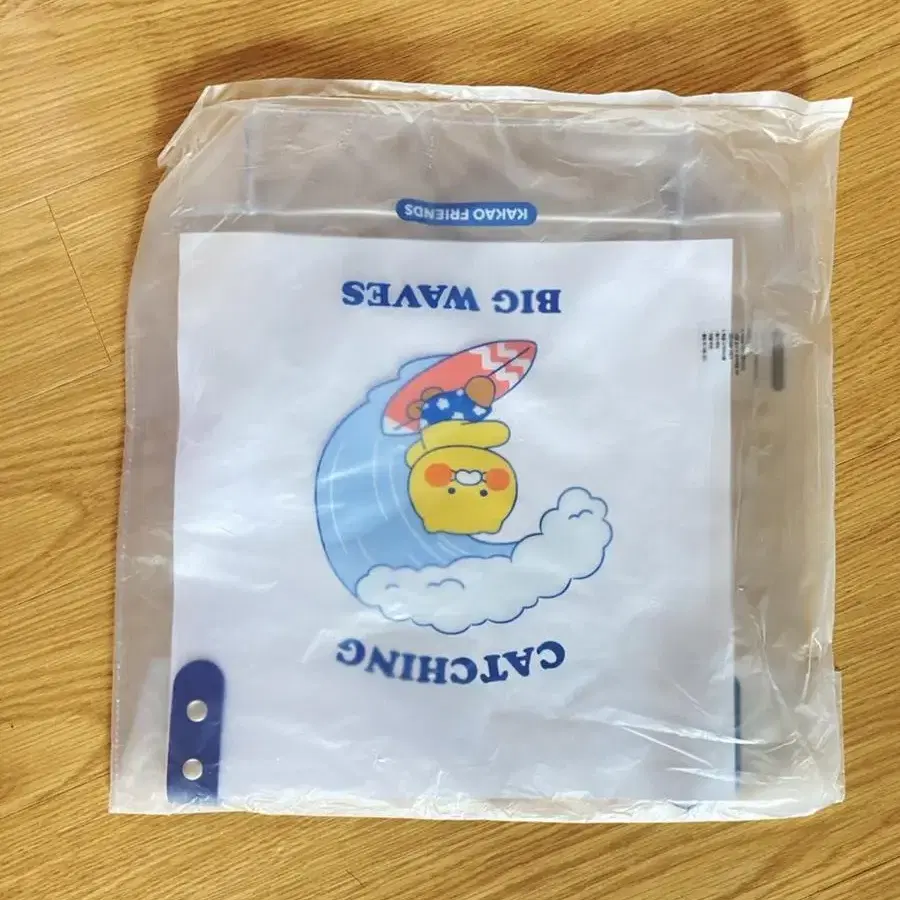 CATCHING
BIG WAVES
KAKAO FRIENDS